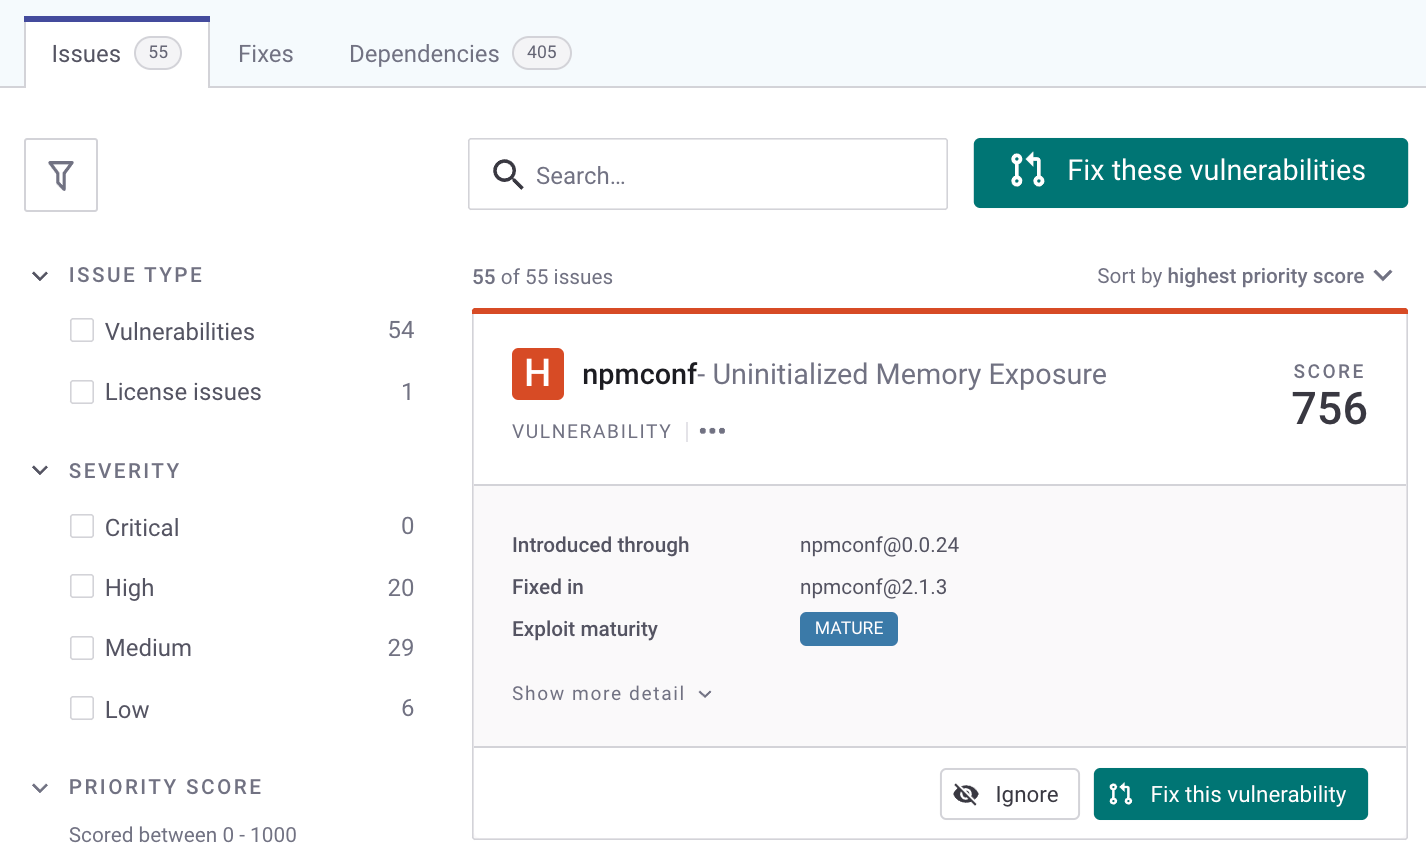 Issues 55 Fixes Dependencies 405
Search... Fix these vulnerabilities
ISSUE TYPE
Vulnerabilities 54
License issues 1
SEVERITY
Critical 0
High 20
Medium 29
Low 6
PRIORITY SCORE
Scored between 0 - 1000
55 of 55 issues Sort by highest priority score
H npmconf- Uninitialized Memory Exposure
SCORE
756
VULNERABILITY
Introduced through npmconf@0.0.24
Fixed in npmconf@2.1.3
Exploit maturity MATURE
Show more detail
Ignore Fix this vulnerability